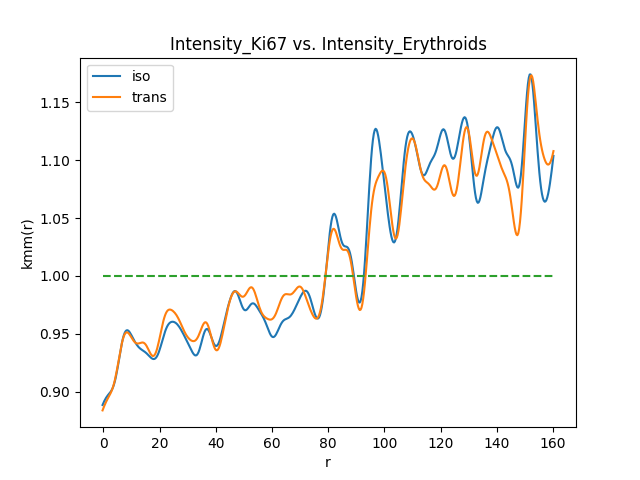 Intensity_Ki67 vs. Intensity_Erythroids
iso
trans
kmm(r)
1.15
1.10
1.05
1.00
0.95
0.90
0 20 40 60 80 100 120 140 160
r